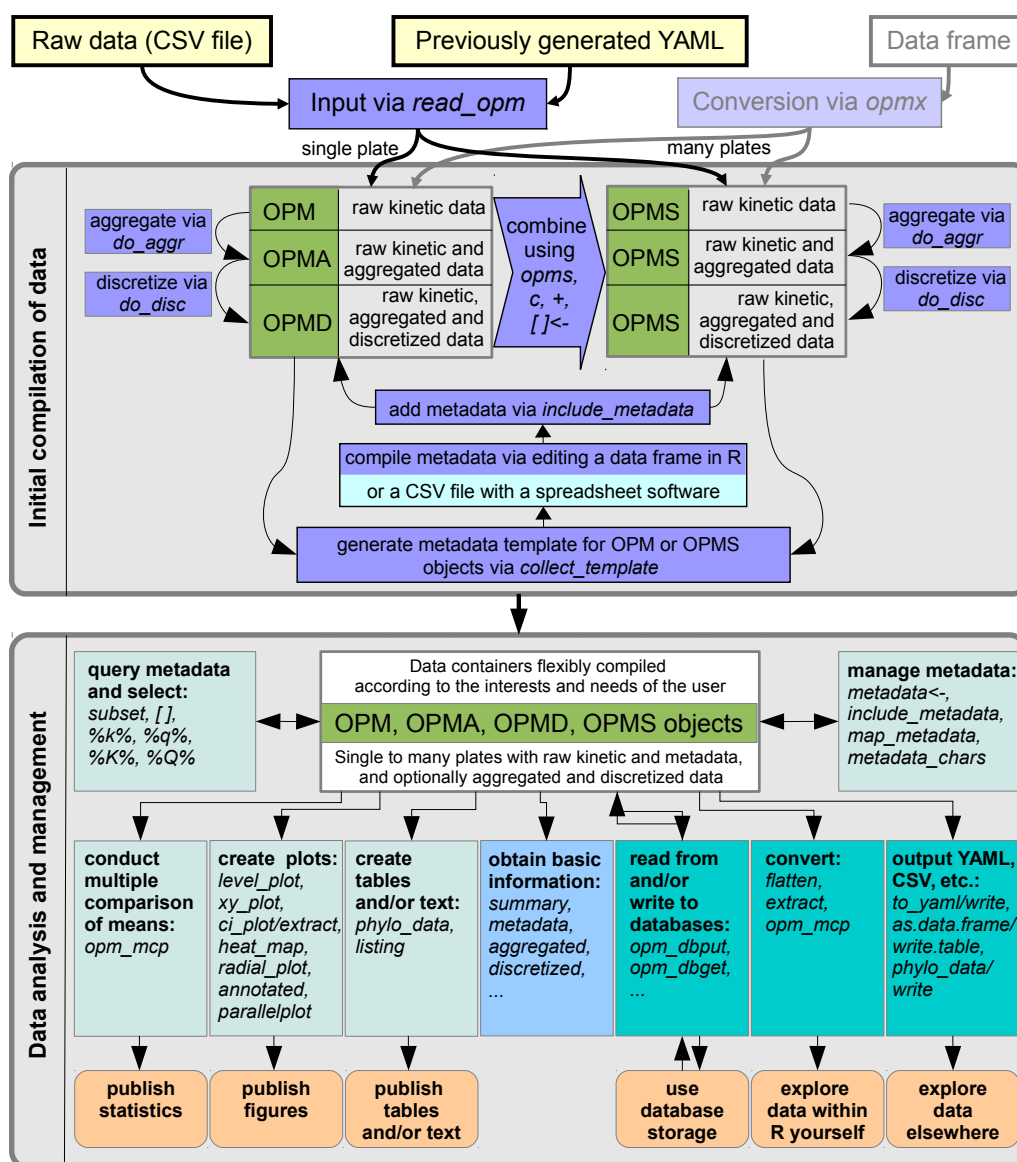 Raw data (CSV file)
Previously generated YAML
Data frame
Input via read_opm
Conversion via opmx
single plate
many plates
Initial compilation of data
aggregate via
do_aggr
discretize via
do_disc
OPM
raw kinetic data
OPMA
raw kinetic and
aggregated data
OPMD
raw kinetic,
aggregated and
discretized data
combine
using
opms,
c, +,
[ ]<-
OPMS
raw kinetic data
OPMS
raw kinetic and
aggregated data
OPMS
raw kinetic,
aggregated and
discretized data
aggregate via
do_aggr
discretize via
do_disc
add metadata via include_metadata
compile metadata via editing a data frame in R
or a CSV file with a spreadsheet software
generate metadata template for OPM or OPMS
objects via collect_template
Data analysis and management
query metadata
and select:
subset, [ ],
%k%, %q%,
%K%, %Q%
Data containers flexibly compiled
according to the interests and needs of the user
OPM, OPMA, OPMD, OPMS objects
Single to many plates with raw kinetic and metadata,
and optionally aggregated and discretized data
manage metadata:
metadata<-,
include_metadata,
map_metadata,
metadata_chars
conduct
multiple
comparison
of means:
opm_mcp
create plots:
level_plot,
xy_plot,
ci_plot/extract,
heat_map,
radial_plot,
annotated,
parallelplot
create
tables
and/or text:
phylo_data,
listing
obtain basic
information:
summary,
metadata,
aggregated,
discretized,
...
read from
and/or
write to
databases:
opm_dbput,
opm_dbget,
...
convert:
flatten,
extract,
opm_mcp
output YAML,
CSV, etc.:
to_yaml/write,
as.data.frame/
write.table,
phylo_data/
write
publish
statistics
publish
figures
publish
tables
and/or text
use
database
storage
explore
data within
R yourself
explore
data
elsewhere